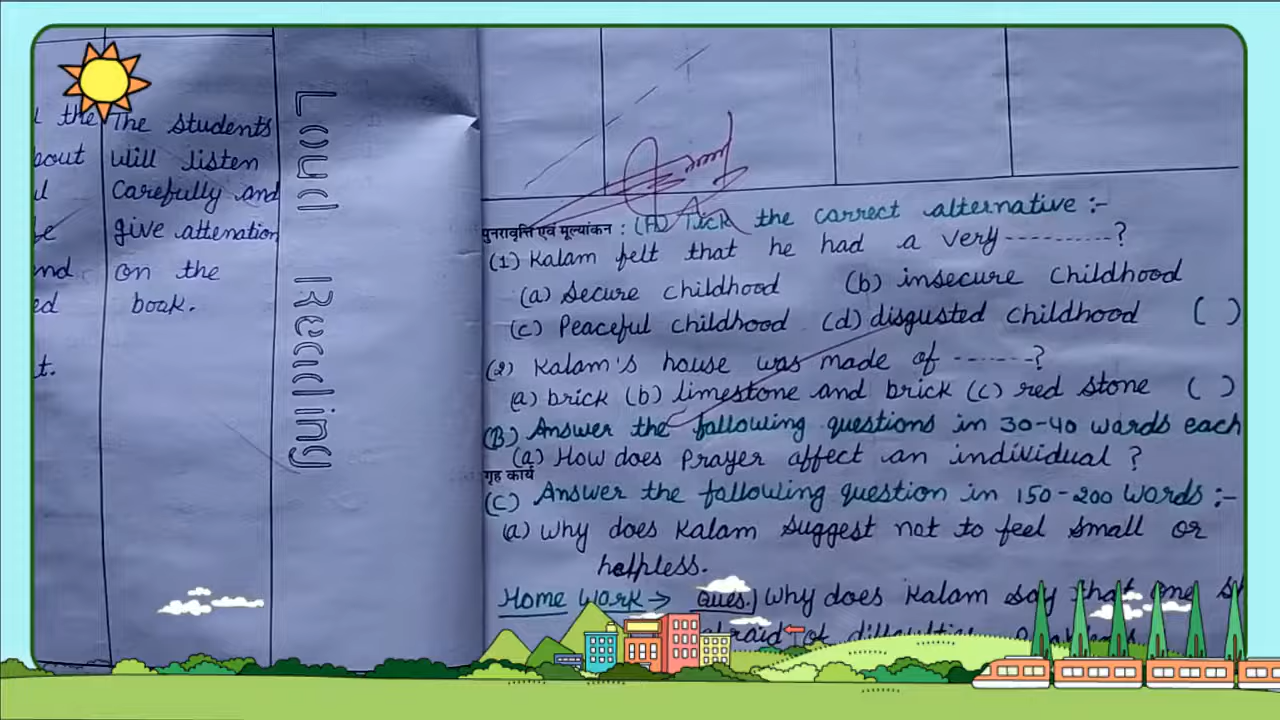 l the
bout
nd
ed
t.
The students
will listen
carefully and
give attenation
on the
book.
Loud Reading
पुनरावृत्ति एवं मूल्यांकन : (A) Tick the correct alternative :-
(1) Kalam felt that he had a very ----------?
(a) Secure childhood (b) insecure childhood
(c) Peaceful childhood (d) disgusted childhood ( )
(2) Kalam's house was made of -------?
(a) brick (b) limestone and brick (c) red stone ( )
(B) Answer the following questions in 30-40 words each
(a) How does Prayer affect an individual ?
गृह कार्य
(C) Answer the following question in 150-200 words :-
(a) Why does Kalam suggest not to feel small or
helpless.
Home Work → Ques.) Why does Kalam say that one
afraid of